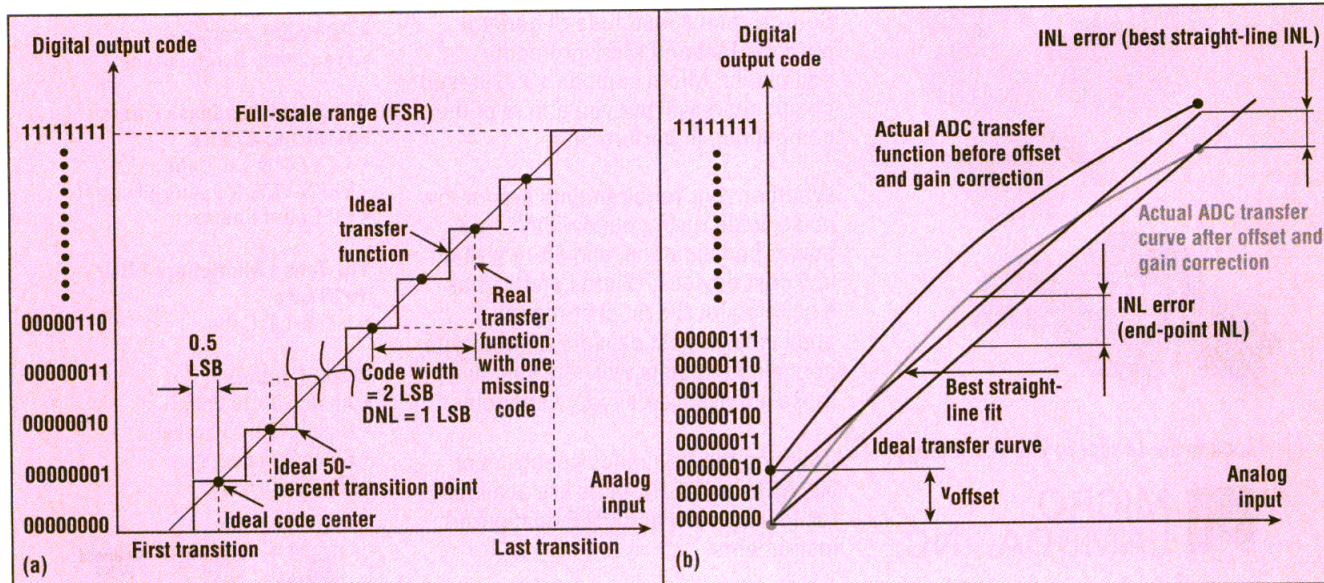 Digital output code
Full-scale range (FSR)
11111111
Ideal
transfer
function
00000110
0.5
LSB
00000011
Real
transfer
function
with one
missing
code
Code width
= 2 LSB
DNL = 1 LSB
00000010
Ideal 50-
percent transition point
00000001
Ideal code center
Analog
input
00000000
First transition
Last transition
(a)
Digital
output code
INL error (best straight-line INL)
11111111
Actual ADC transfer
function before offset
and gain correction
Actual ADC transfer
curve after offset and
gain correction
INL error
(end-point INL)
00000111
00000110
00000101
00000100
00000011
00000010
00000001
00000000
Best straight-
line fit
Ideal transfer curve
Voffset
Analog
input
(b)